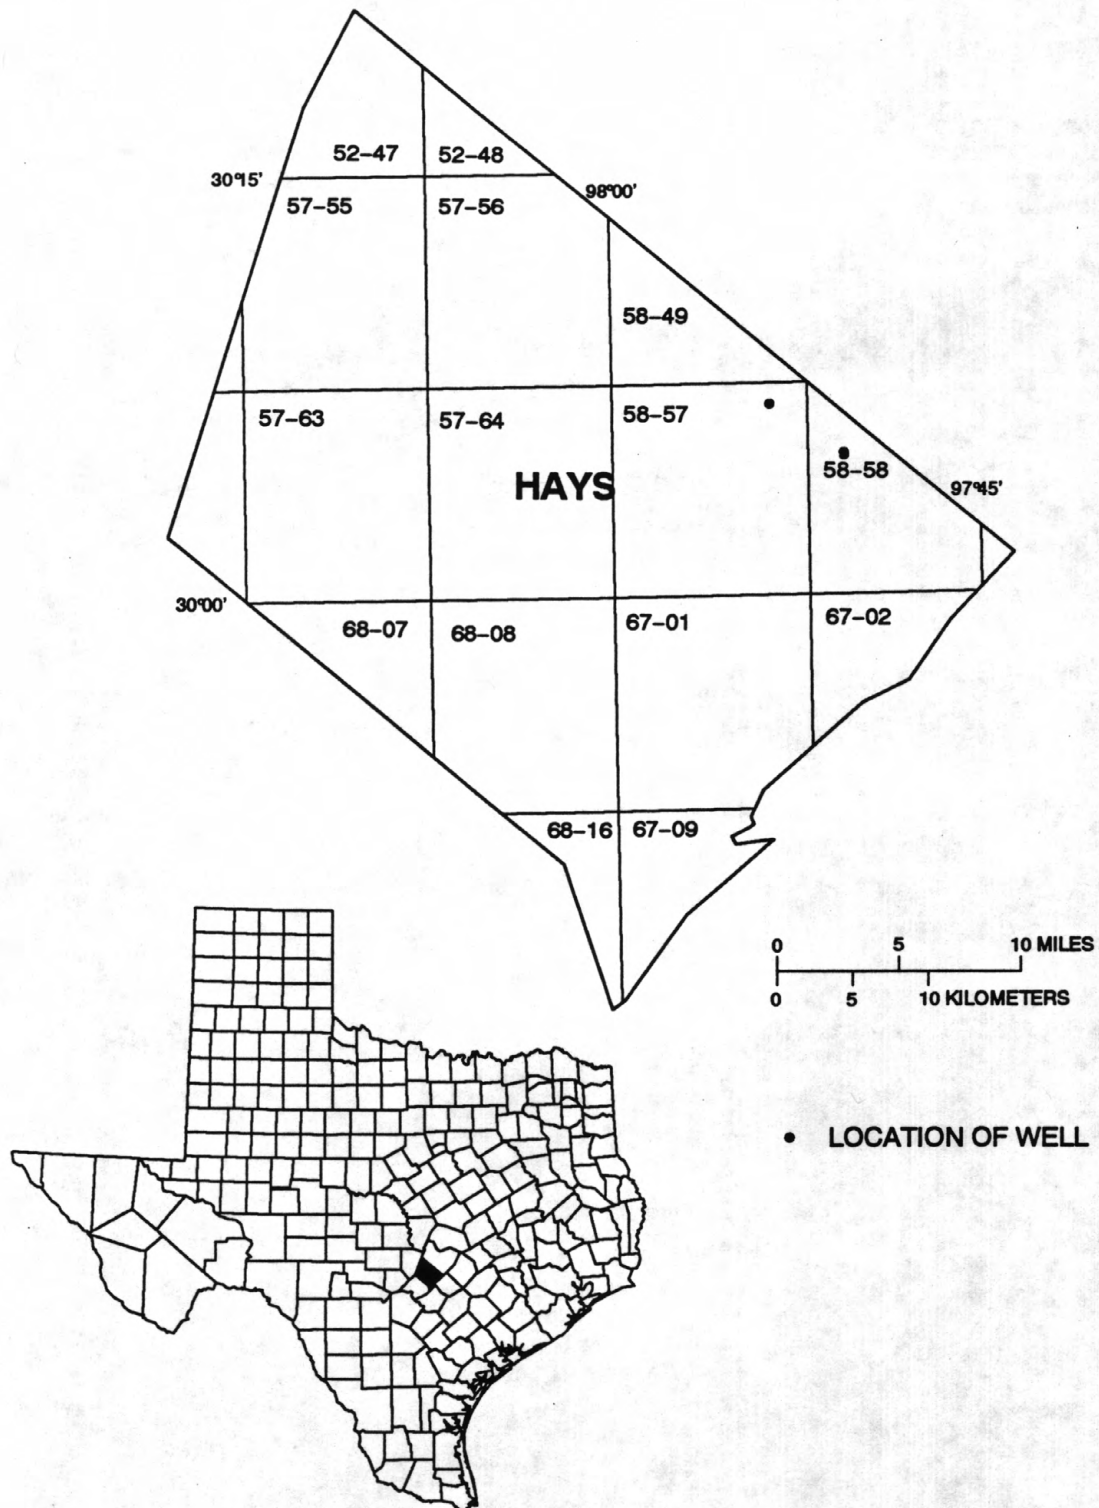 52-47 52-48
30°15'
98°00'
57-55 57-56
58-49
57-63 57-64 58-57
58-58
HAYS
97°45'
30°00'
68-07 68-08 67-01 67-02
68-16 67-09
0 5 10 MILES
0 5 10 KILOMETERS
• LOCATION OF WELL